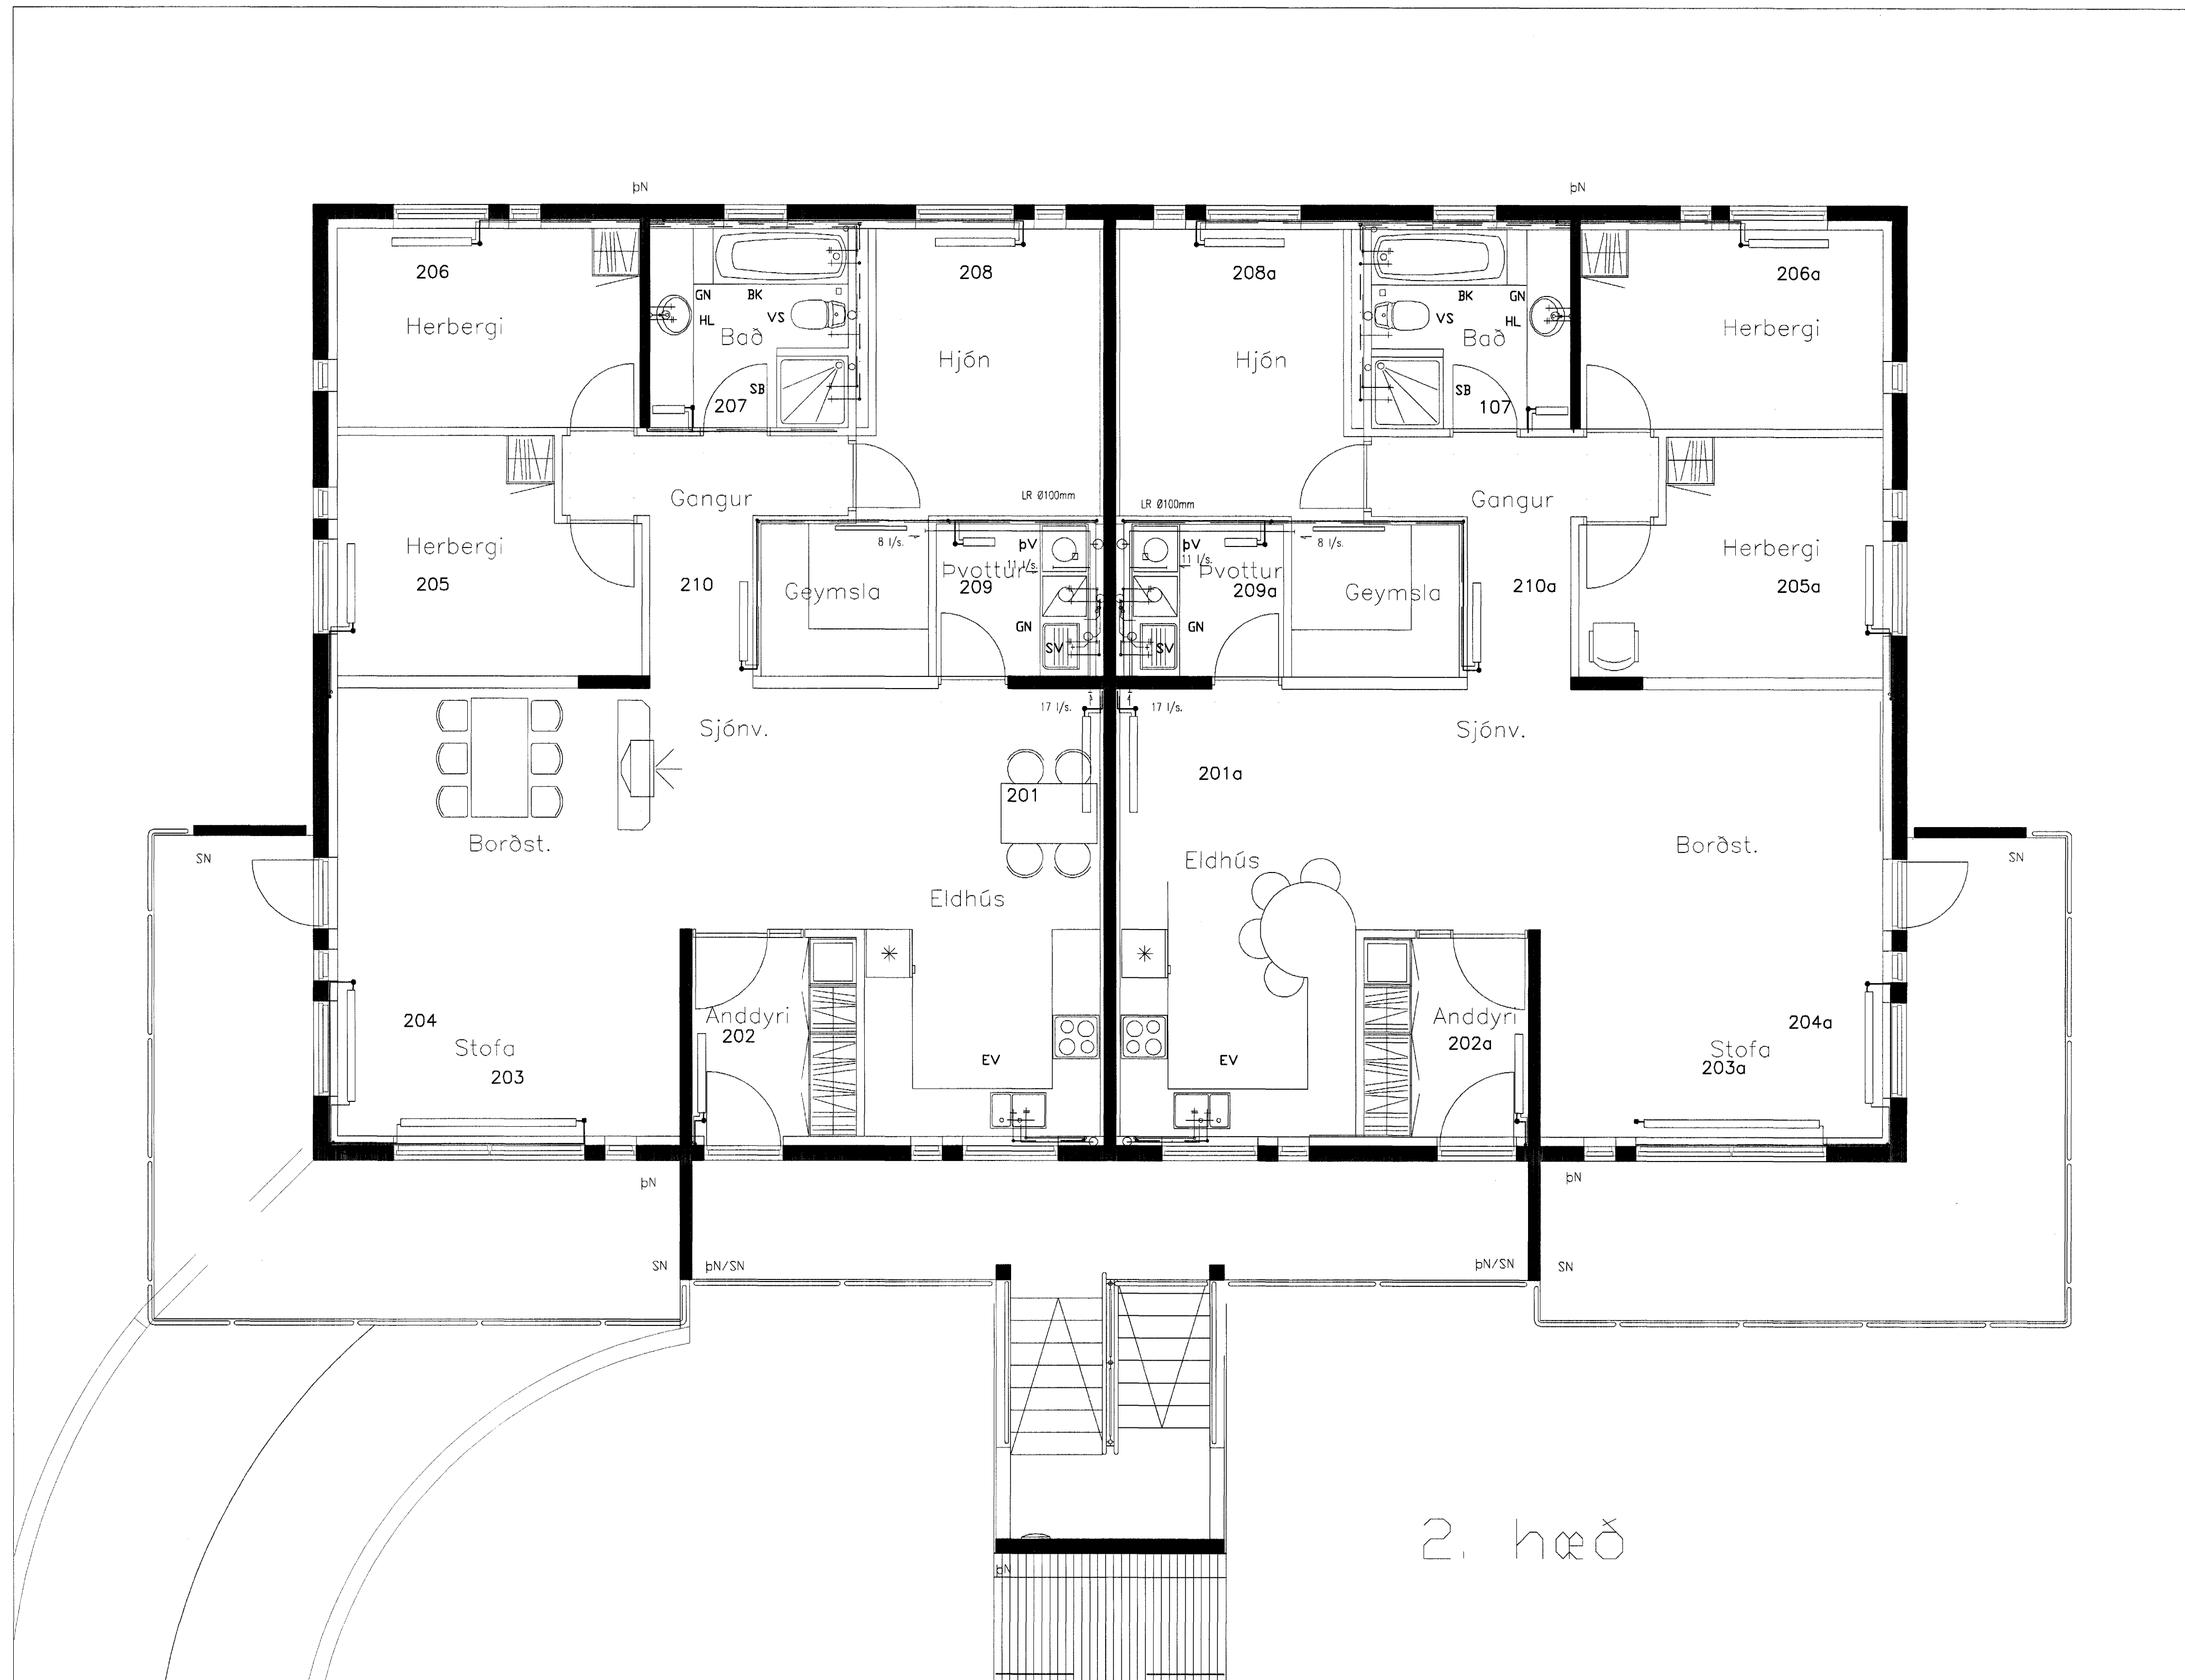 þN þN
206 208 208a 206a
GN BK BK GN
HL VS VS HL
Herbergi Bað Bað Herbergi
Hjón Hjón
SB SB
207 107
Gangur LR Ø100mm LR Ø100mm Gangur
8 l/s. þV þV 8 l/s.
Herbergi 11 l/s. 11 l/s. Herbergi
Þvottur Þvottur
205 210 Geymsla 209 209a Geymsla 210a 205a
GN GN
SV SV
17 l/s. 17 l/s.
Sjónv. Sjónv.
201 201a
Borðst. Borðst.
SN Eldhús SN
Eldhús
Anddyri Anddyri
204 202 202a 204a
Stofa EV EV Stofa
203 203a
þN þN
SN þN/SN þN/SN SN
2. hæð
þN